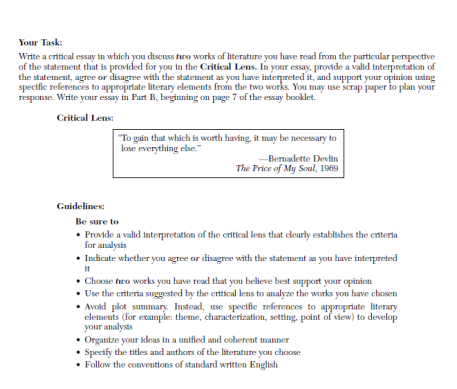 Your Task:
Write a critical essay in which you discuss two works of literature you have read from the particular perspective
of the statement that is provided for you in the Critical Lens. In your essay, provide a valid interpretation of
the statement, agree or disagree with the statement as you have interpreted it, and support your opinion using
specific references to appropriate literary elements from the two works. You may use scrap paper to plan your
response. Write your essay in Part B, beginning on page 7 of the essay booklet.
Critical Lens:
"To gain that which is worth having, it may be necessary to
lose everything else."
—Bernadette Devlin
The Price of My Soul, 1969
Guidelines:
Be sure to
• Provide a valid interpretation of the critical lens that clearly establishes the criteria
for analysis
• Indicate whether you agree or disagree with the statement as you have interpreted
it
• Choose two works you have read that you believe best support your opinion
• Use the criteria suggested by the critical lens to analyze the works you have chosen
• Avoid plot summary. Instead, use specific references to appropriate literary
elements (for example: theme, characterization, setting, point of view) to develop
your analysis
• Organize your ideas in a unified and coherent manner
• Specify the titles and authors of the literature you choose
• Follow the conventions of standard written English